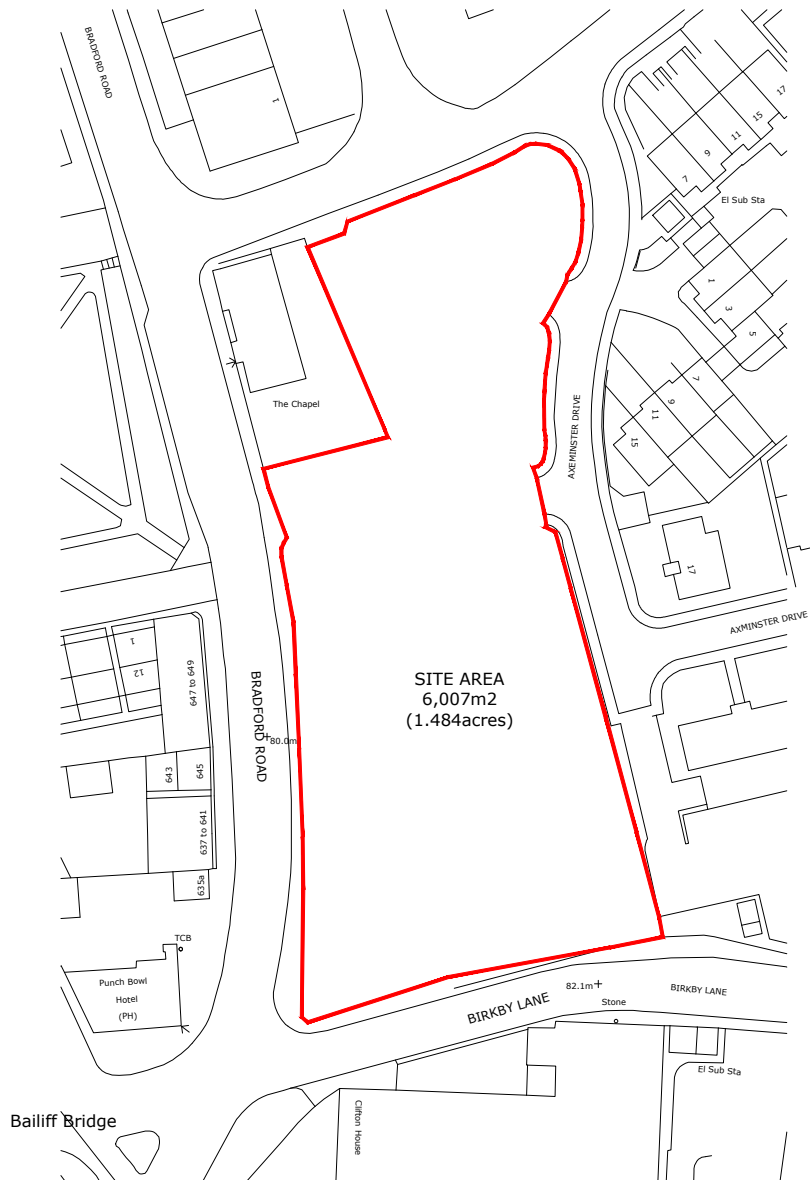 BRADFORD ROAD
1
17
15
11
9
7
El Sub Sta
1
3
5
The Chapel
7
9
11
15
AXEMINSTER DRIVE
17
AXMINSTER DRIVE
1
12
647 to 649
SITE AREA
6,007m2
(1.484acres)
BRADFORD ROAD
80.0m
643
645
637 to 641
635a
TCB
Punch Bowl
Hotel
(PH)
82.1m
BIRKBY LANE
BIRKBY LANE
Stone
El Sub Sta
Clifton House
Bailiff Bridge